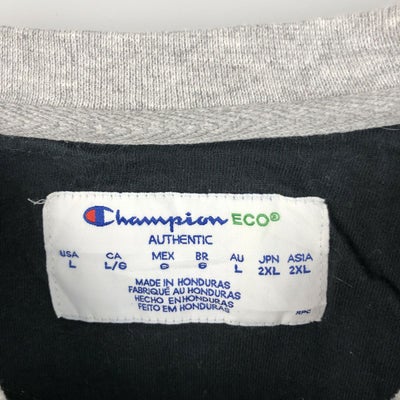 Champion ECO®
AUTHENTIC
USA CA MEX BR AU JPN ASIA
L L/G G G L 2XL 2XL
MADE IN HONDURAS
FABRIQUÉ AU HONDURAS
HECHO EN HONDURAS
FEITO EM HONDURAS
RPC